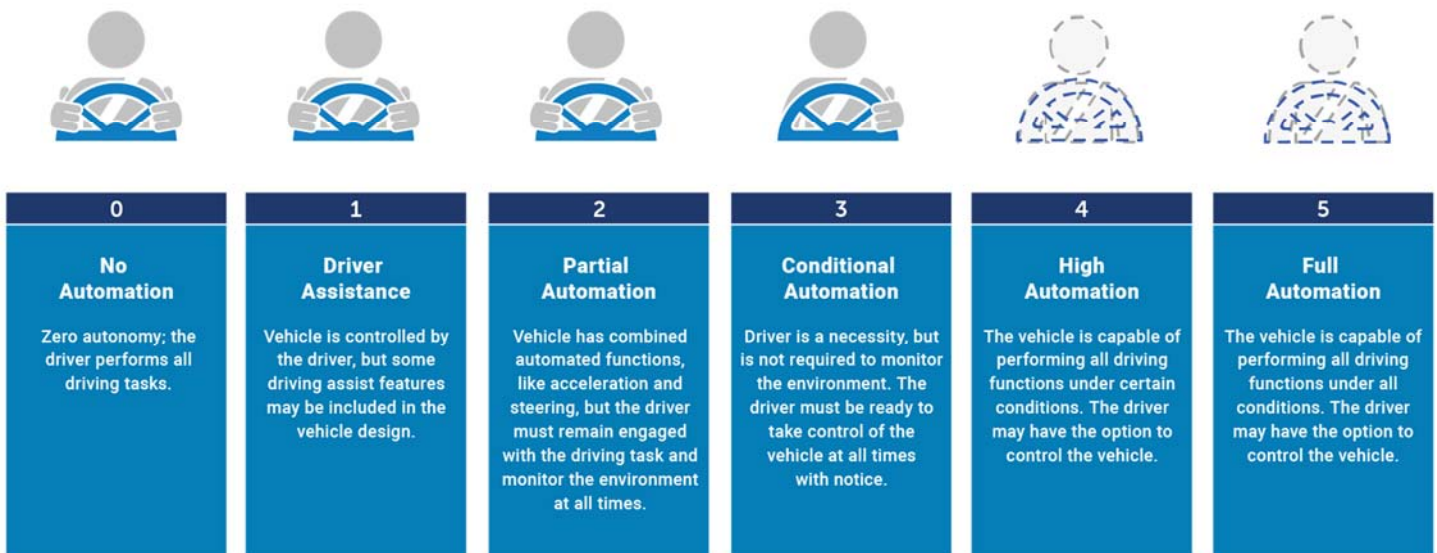 0
No
Automation
Zero autonomy; the
driver performs all
driving tasks.
1
Driver
Assistance
Vehicle is controlled by
the driver, but some
driving assist features
may be included in the
vehicle design.
2
Partial
Automation
Vehicle has combined
automated functions,
like acceleration and
steering, but the driver
must remain engaged
with the driving task and
monitor the environment
at all times.
3
Conditional
Automation
Driver is a necessity, but
is not required to monitor
the environment. The
driver must be ready to
take control of the
vehicle at all times
with notice.
4
High
Automation
The vehicle is capable of
performing all driving
functions under certain
conditions. The driver
may have the option to
control the vehicle.
5
Full
Automation
The vehicle is capable of
performing all driving
functions under all
conditions. The driver
may have the option to
control the vehicle.